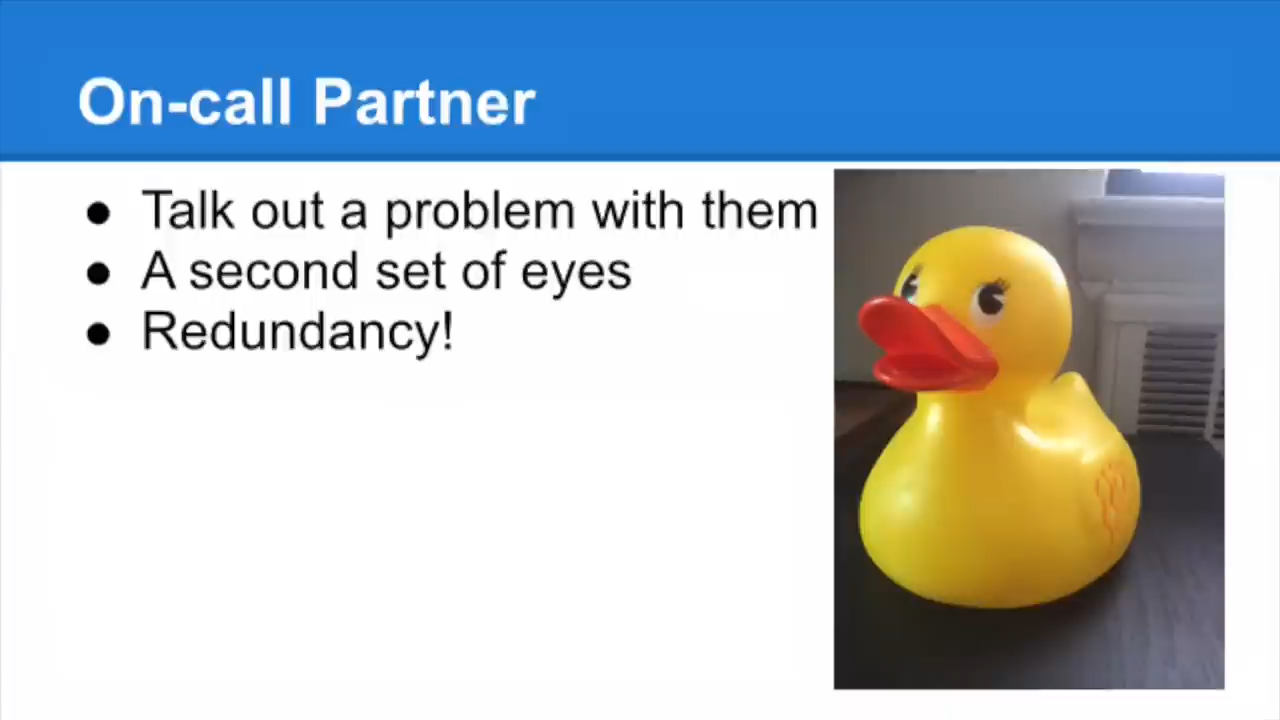 On-call Partner
● Talk out a problem with them
● A second set of eyes
● Redundancy!